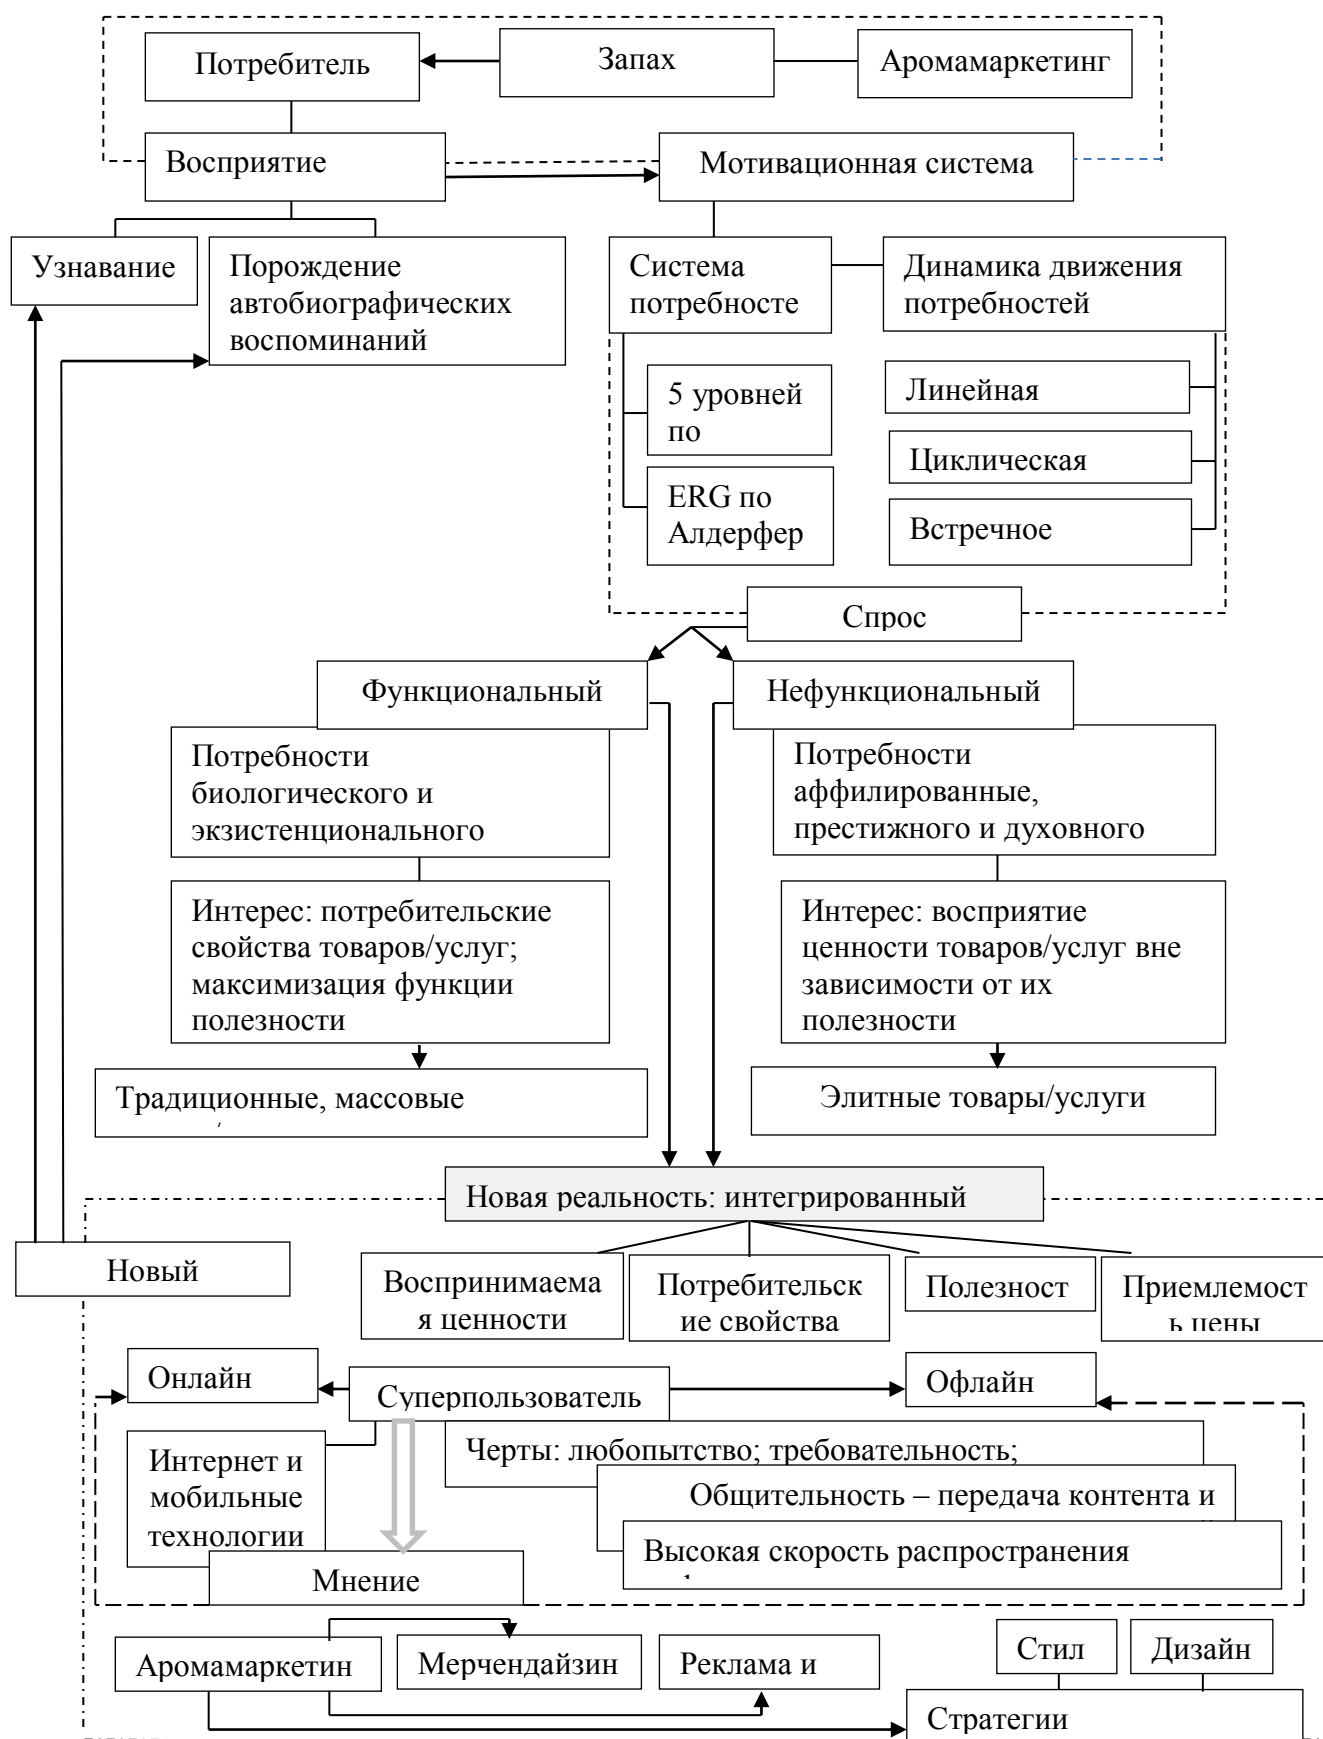 Потребитель
Запах
Аромамаркетинг
Восприятие
Мотивационная система
Узнавание
Порождение
автобиографических
воспоминаний
Система
потребносте
Динамика движения
потребностей
5 уровней
по
ERG по
Алдерфер
Линейная
Циклическая
Встречное
Спрос
Функциональный
Нефункциональный
Потребности
биологического и
экзистенционального
Потребности
аффилированные,
престижного и духовного
Интерес: потребительские
свойства товаров/услуг;
максимизация функции
полезности
Интерес: восприятие
ценности товаров/услуг вне
зависимости от их
полезности
Традиционные, массовые
Элитные товары/услуги
Новая реальность: интегрированный
Новый
Воспринимаема
я ценности
Потребительск
ие свойства
Полезност
Приемлемост
ь цены
Онлайн
Суперпользователь
Офлайн
Интернет и
мобильные
технологии
Черты: любопытство; требовательность;
Общительность – передача контента и
Высокая скорость распространения
Мнение
Аромамаркетин
Мерчендайзин
Реклама и
Стил
Дизайн
Стратегии